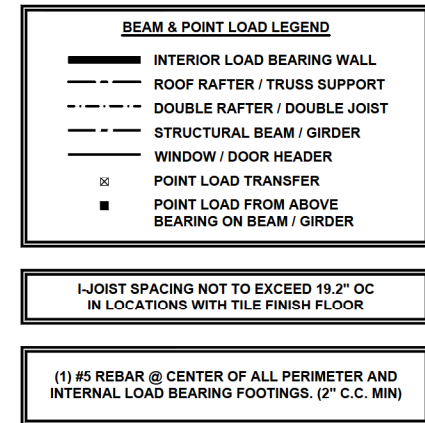 BEAM & POINT LOAD LEGEND
INTERIOR LOAD BEARING WALL
ROOF RAFTER / TRUSS SUPPORT
DOUBLE RAFTER / DOUBLE JOIST
STRUCTURAL BEAM / GIRDER
WINDOW / DOOR HEADER
POINT LOAD TRANSFER
POINT LOAD FROM ABOVE
BEARING ON BEAM / GIRDER
I-JOIST SPACING NOT TO EXCEED 19.2" OC
IN LOCATIONS WITH TILE FINISH FLOOR
(1) #5 REBAR @ CENTER OF ALL PERIMETER AND
INTERNAL LOAD BEARING FOOTINGS. (2" C.C. MIN)